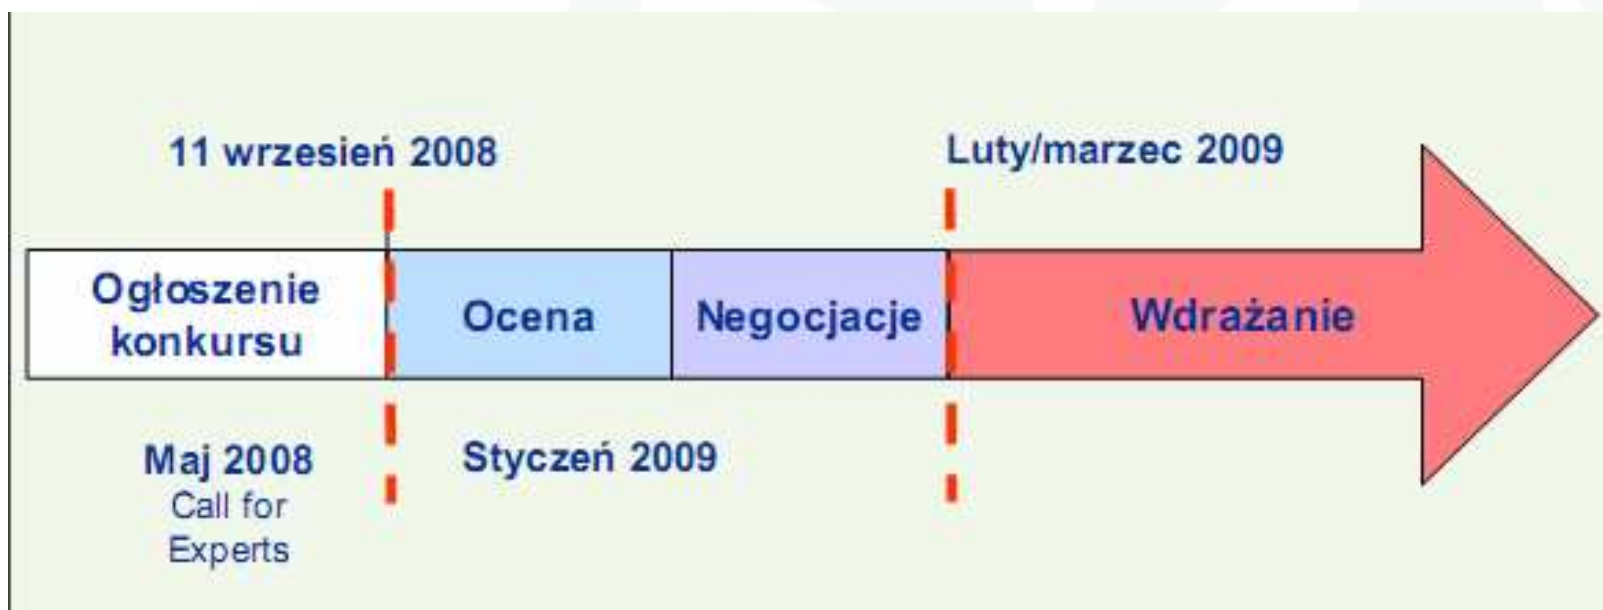 11 wrzesień 2008
Luty/marzec 2009
Ogłoszenie
konkursu
Ocena
Negocjacje
Wdrażanie
Maj 2008
Call for
Experts
Styczeń 2009